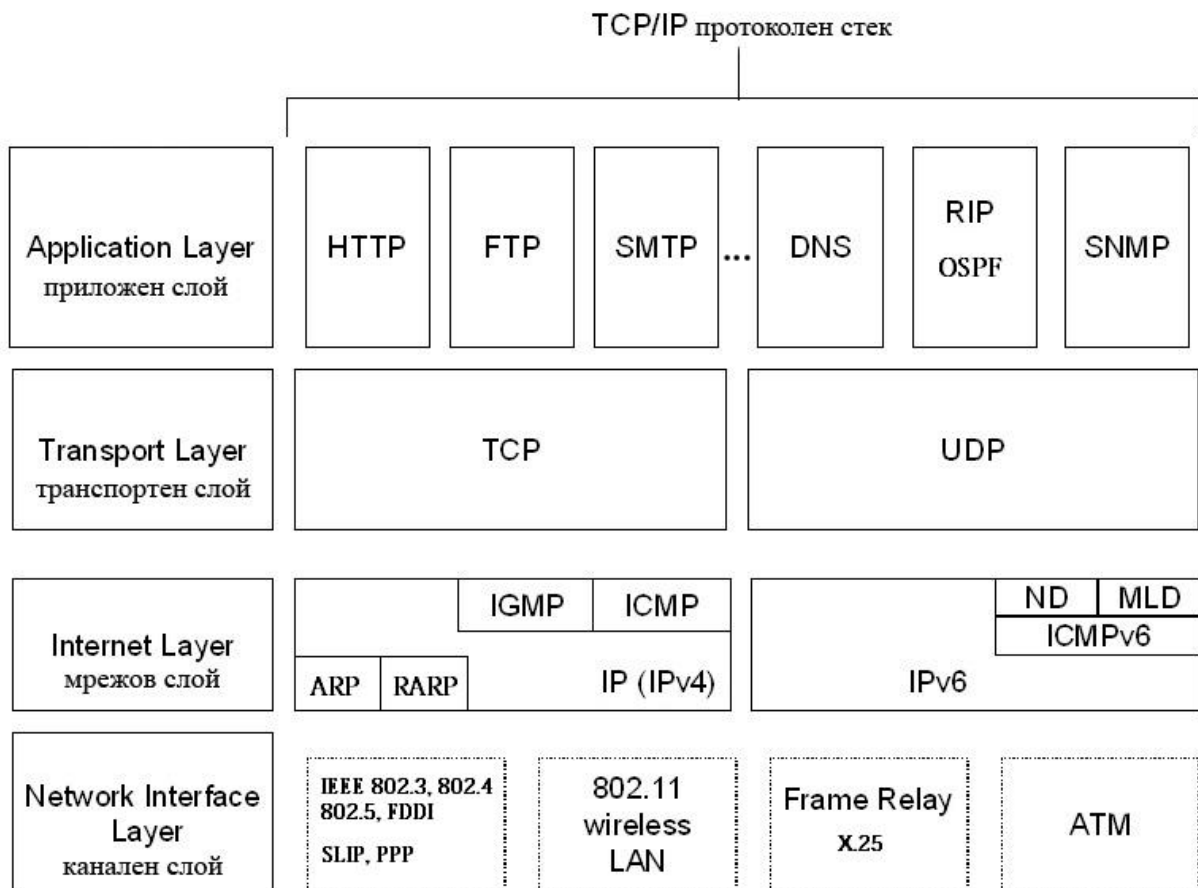 TCP/IP протоколен стек
Application Layer
приложен слой
HTTP
FTP
SMTP
...
DNS
RIP
OSPF
SNMP
Transport Layer
транспортен слой
TCP
UDP
Internet Layer
мрежов слой
IGMP
ICMP
ARP
RARP
IP (IPv4)
ND
MLD
ICMPv6
IPv6
Network Interface
Layer
канален слой
IEEE 802.3, 802.4
802.5, FDDI
SLIP, PPP
802.11
wireless
LAN
Frame Relay
X.25
ATM